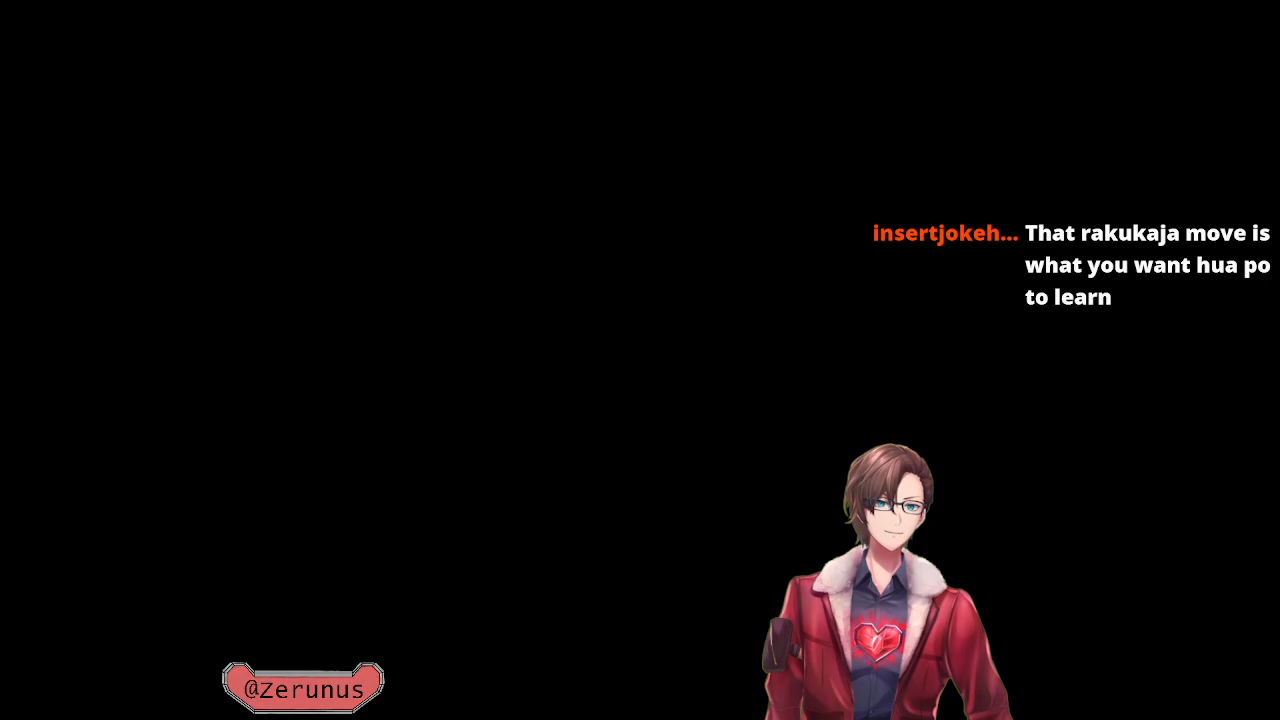 insertjokeh... That rakukaja move is
what you want hua po
to learn
@Zerunus